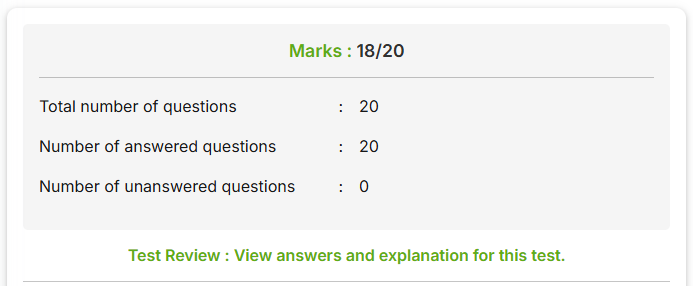 Marks : 18/20
Total number of questions : 20
Number of answered questions : 20
Number of unanswered questions : 0
Test Review : View answers and explanation for this test.